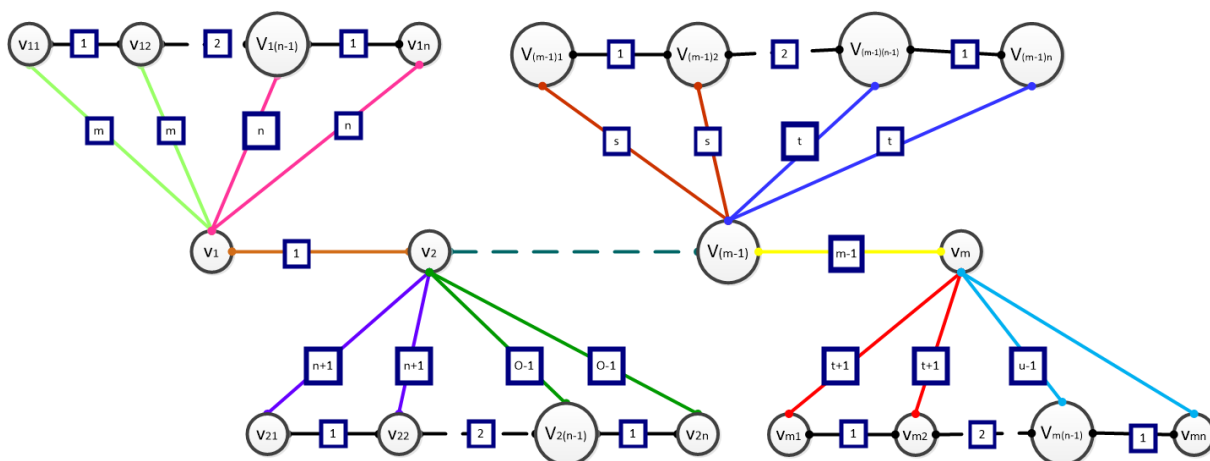 v11 1 v12 2 V1(n-1) 1 v1n
V(m-1)1 1 V(m-1)2 2 V(m-1)(n-1) 1 V(m-1)n
m m n n
s s t t
v1 1 v2 V(m-1) m-1 vm
n+1 n+1 O-1 O-1
t+1 t+1 u-1
v21 1 v22 2 V2(n-1) 1 v2n
vm1 1 vm2 2 Vm(n-1) 1 vmn